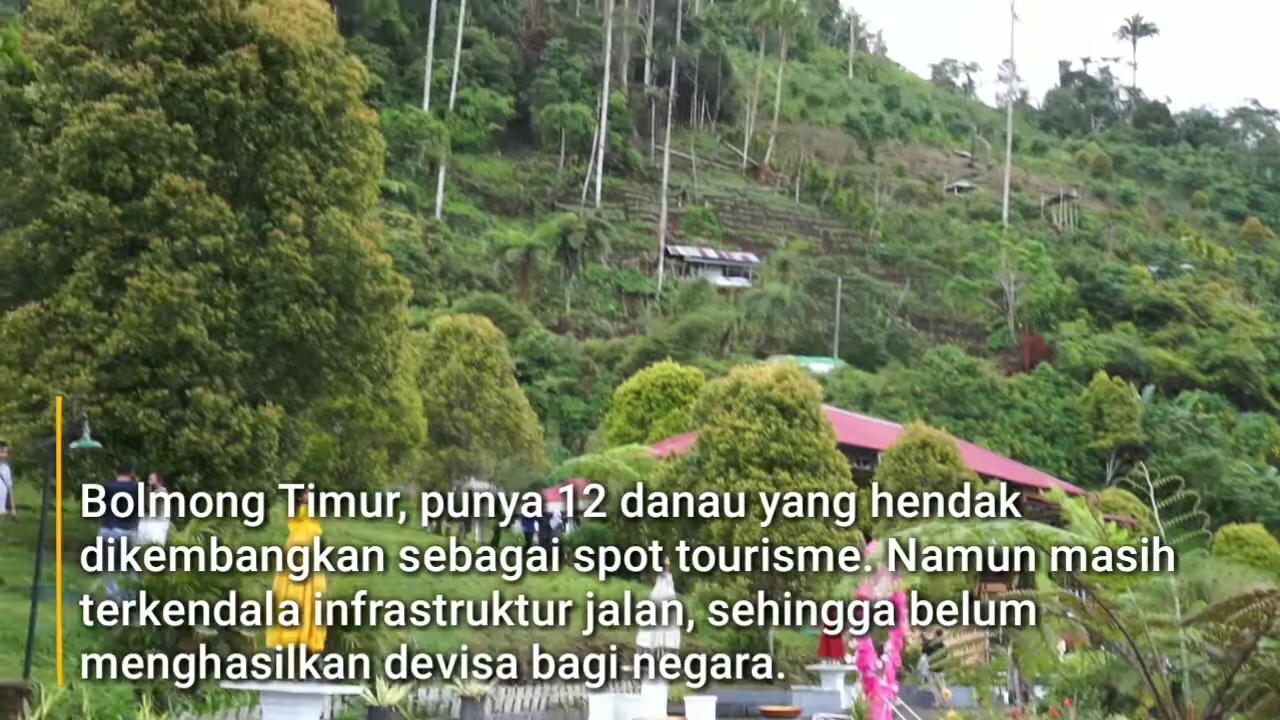 Bolmong Timur, punya 12 danau yang hendak
dikembangkan sebagai spot tourisme. Namun masih
terkendala infrastruktur jalan, sehingga belum
menghasilkan devisa bagi negara.